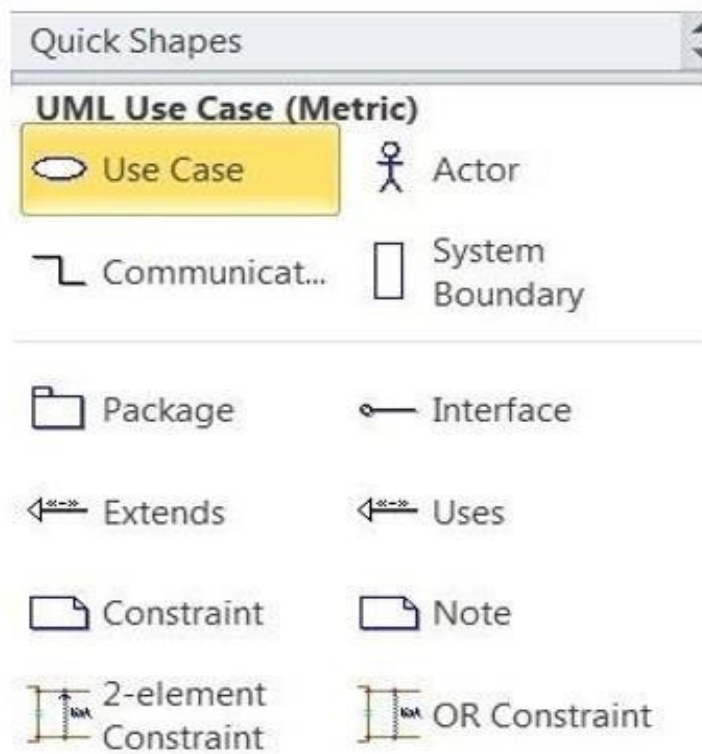 Quick Shapes
UML Use Case (Metric)
Use Case
Actor
Communicat...
System
Boundary
Package
Interface
Extends
Uses
Constraint
Note
2-element
Constraint
OR Constraint